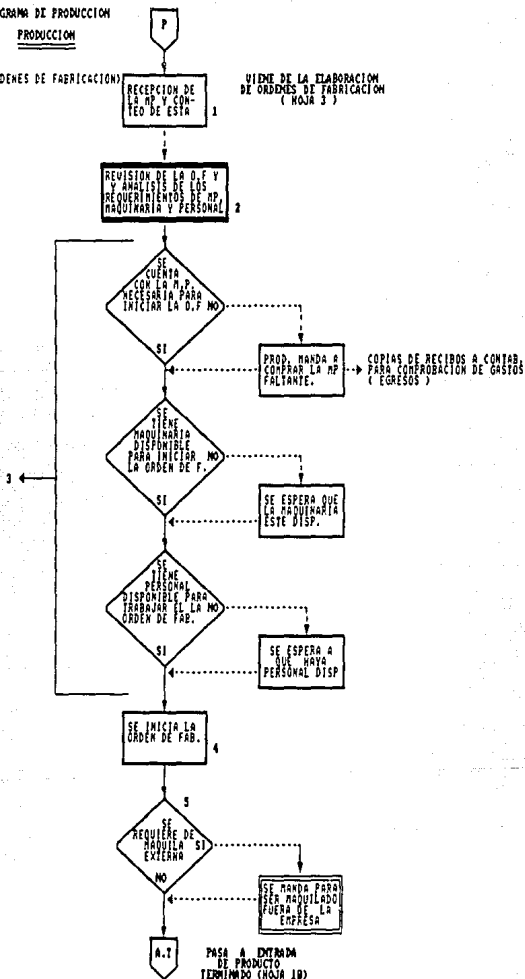 GRAMA DE PRODUCCION
PRODUCCION
P
DENES DE FABRICACION)
RECEPCION DE
LA MP Y CON-
TEO DE ESTA
1
VIENE DE LA ELABORACION
DE ORDENES DE FABRICACION
( HOJA 3 )
REVISION DE LA O.F Y
Y ANALISIS DE LOS
REQUERIMIENTOS DE MP,
MAQUINARIA Y PERSONAL
2
SE
CUENTA
CON LA M.P.
NECESARIA PARA
INICIAR LA O.F NO
SI
PROD. MANDA A
COMPRAR LA MP
FALTANTE.
COPIAS DE RECIBOS A CONTAB,
PARA COMPROBACION DE GASTOS
( EGRESOS )
SE
TIENE
MAQUINARIA
DISPONIBLE
PARA INICIAR
LA ORDEN DE F. NO
SI
SE ESPERA QUE
LA MAQUINARIA
ESTE DISP.
3
SE
TIENE
PERSONAL
DISPONIBLE PARA
TRABAJAR EL LA NO
ORDEN DE FAB.
SI
SE ESPERA A
QUE HAYA
PERSONAL DISP
SE INICIA LA
ORDEN DE FAB.
4
5
SE
REQUIERE DE
MAQUILA SI
EXTERNA
NO
SE MANDA PARA
SER MAQUILADO
FUERA DE LA
EMPRESA
A.T
PASA A ENTRADA
DE PRODUCTO
TERMINADO (HOJA 10)